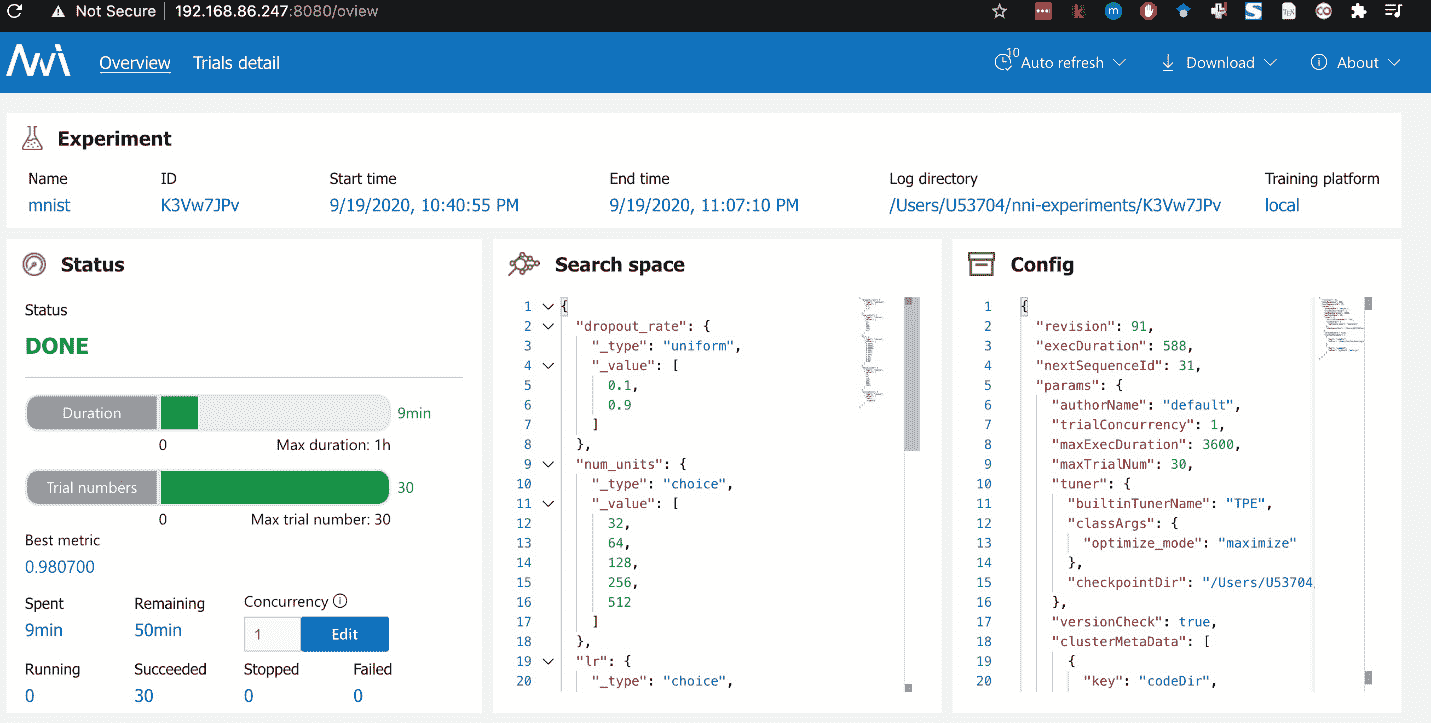 Not Secure 192.168.86.247:8080/oview
NNI Overview Trials detail 10 Auto refresh Download About
Experiment
Name ID Start time End time Log directory Training platform
mnist K3Vw7JPv 9/19/2020, 10:40:55 PM 9/19/2020, 11:07:10 PM /Users/U53704/nni-experiments/K3Vw7JPv local
Status
Status
DONE
Duration 9min
0 Max duration: 1h
Trial numbers 30
0 Max trial number: 30
Best metric
0.980700
Spent Remaining Concurrency
9min 50min 1 Edit
Running Succeeded Stopped Failed
0 30 0 0
Search space
1 {
2 "dropout_rate": {
3 "_type": "uniform",
4 "_value": [
5 0.1,
6 0.9
7 ]
8 },
9 "num_units": {
10 "_type": "choice",
11 "_value": [
12 32,
13 64,
14 128,
15 256,
16 512
17 ]
18 },
19 "lr": {
20 "_type": "choice",
Config
1 {
2 "revision": 91,
3 "execDuration": 588,
4 "nextSequenceId": 31,
5 "params": {
6 "authorName": "default",
7 "trialConcurrency": 1,
8 "maxExecDuration": 3600,
9 "maxTrialNum": 30,
10 "tuner": {
11 "builtinTunerName": "TPE",
12 "classArgs": {
13 "optimize_mode": "maximize"
14 },
15 "checkpointDir": "/Users/U53704
16 },
17 "versionCheck": true,
18 "clusterMetaData": [
19 {
20 "key": "codeDir",